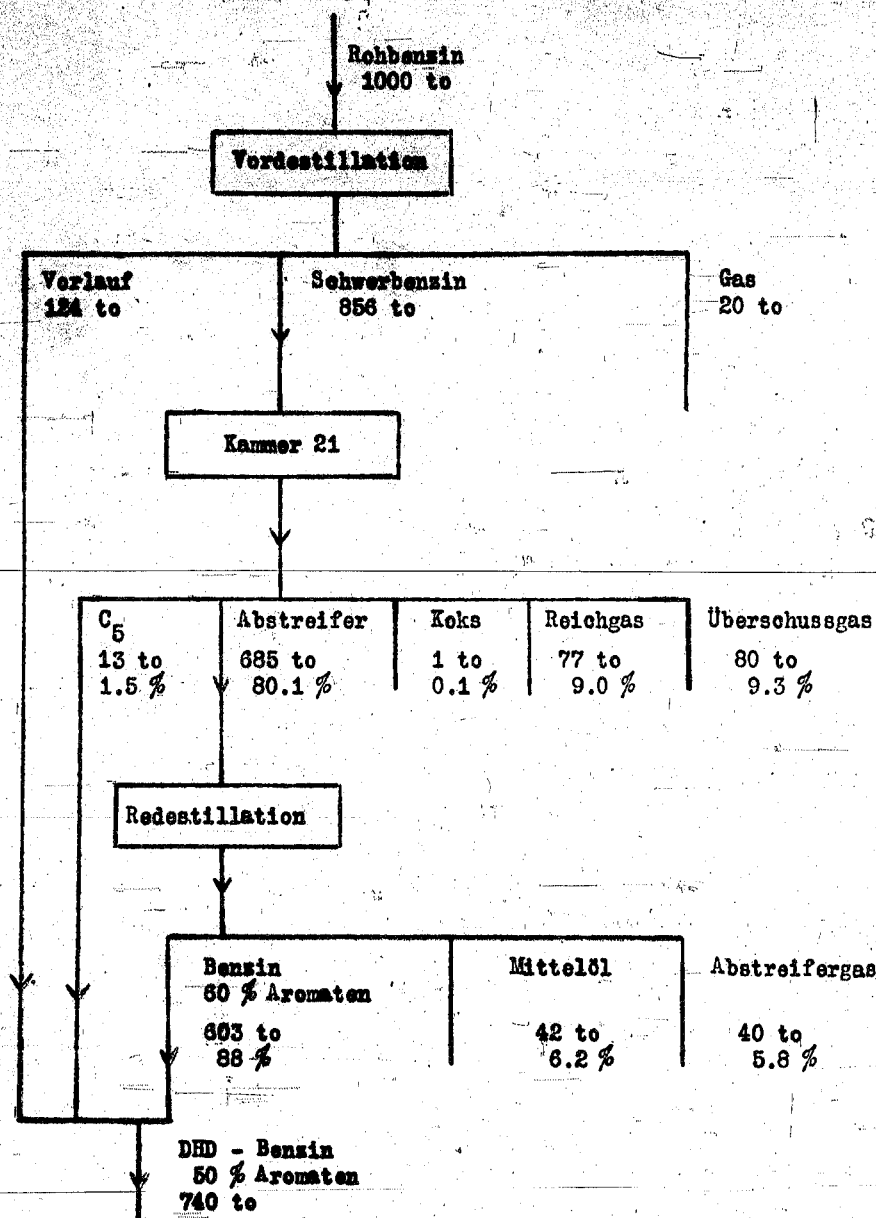 Rohbenzin
1000 to
Vordestillation
Vorlauf
124 to
Schwerbenzin
856 to
Gas
20 to
Kammer 21
C5
13 to
1.5 %
Abstreifer
685 to
80.1 %
Koks
1 to
0.1 %
Reichgas
77 to
9.0 %
Überschussgas
80 to
9.3 %
Redestillation
Benzin
60 % Aromaten
603 to
88 %
Mittelöl
42 to
6.2 %
Abstreifergas
40 to
5.8 %
DHD - Benzin
50 % Aromaten
740 to